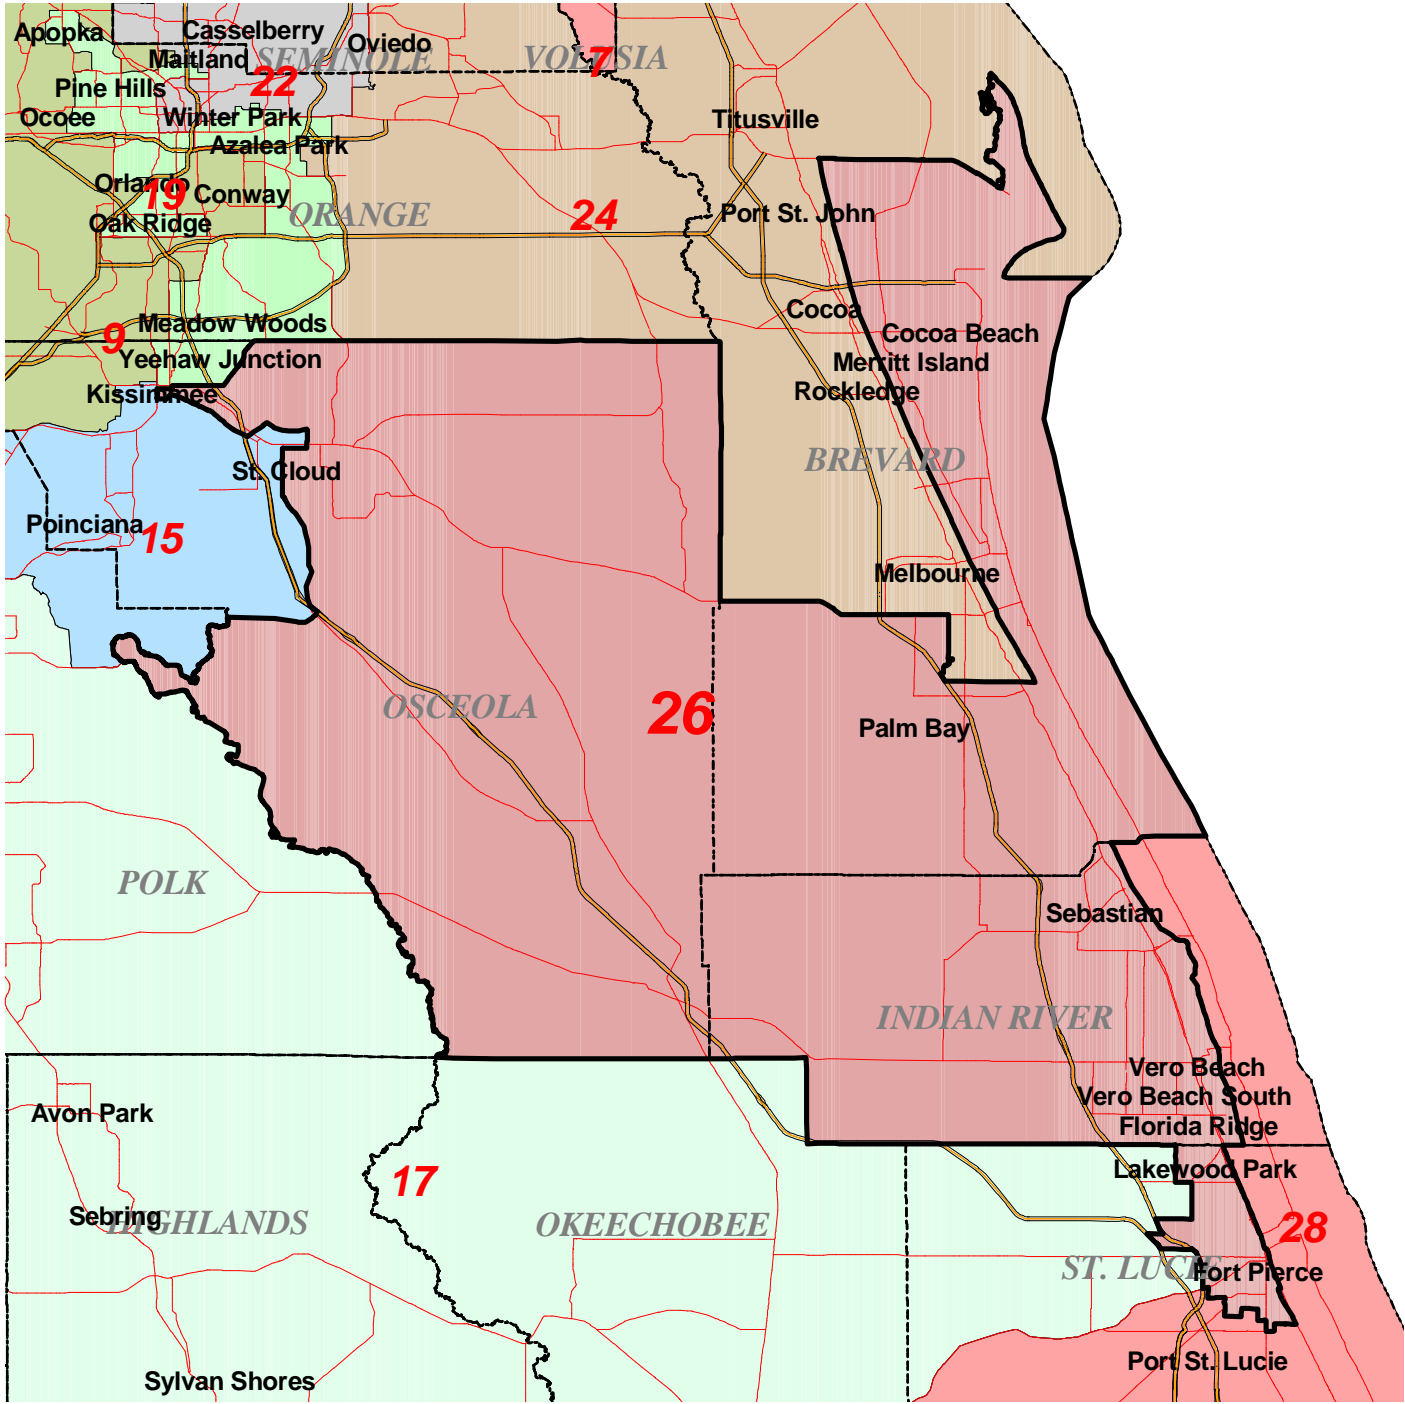 Apopka
Casselberry
Oviedo
Maitland
SEMINOLE
VOLUSIA
7
22
Pine Hills
Ocoee
Winter Park
Titusville
Azalea Park
Orlando
19
Conway
Oak Ridge
ORANGE
24
Port St. John
Cocoa
Meadow Woods
9
Yeehaw Junction
Cocoa Beach
Merritt Island
Kissimmee
Rockledge
BREVARD
St. Cloud
Poinciana
15
Melbourne
OSCEOLA
26
Palm Bay
POLK
Sebastian
INDIAN RIVER
Vero Beach
Vero Beach South
Avon Park
Florida Ridge
17
Lakewood Park
Sebring
HIGHLANDS
OKEECHOBEE
28
ST. LUCIE
Fort Pierce
Port St. Lucie
Sylvan Shores